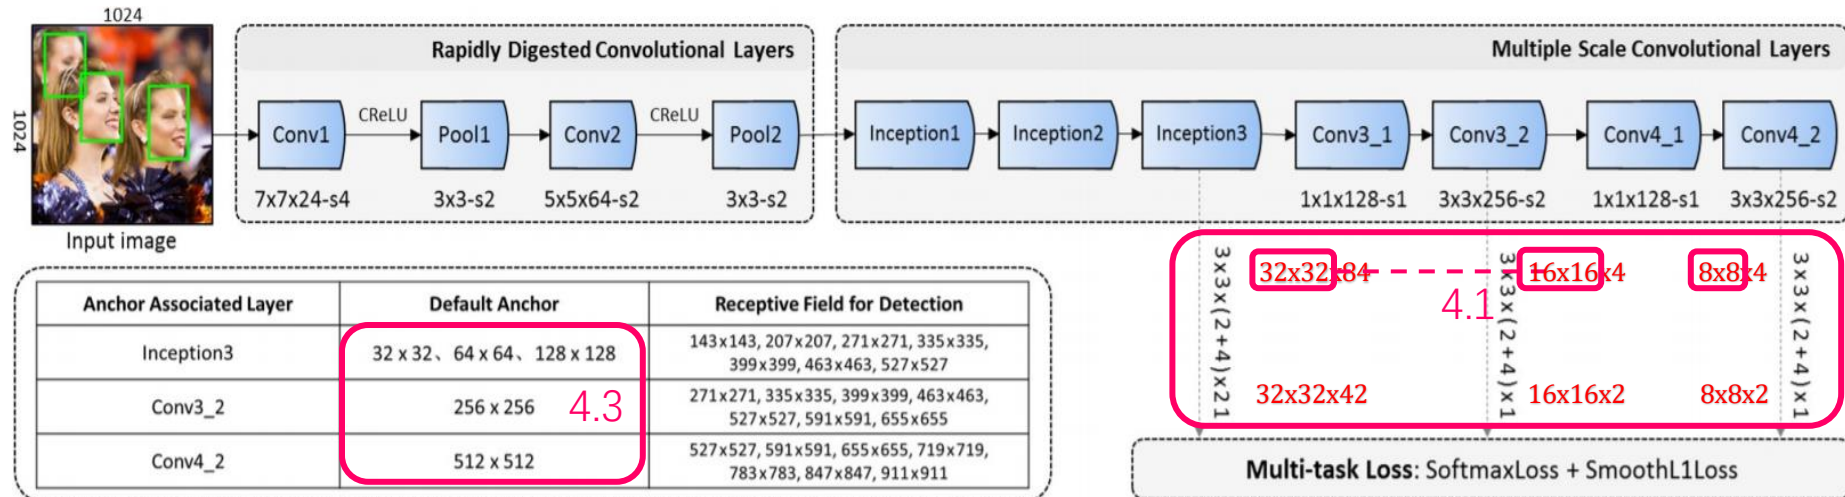 1024
1024
Input image
Rapidly Digested Convolutional Layers
Conv1
CReLU
Pool1
Conv2
CReLU
Pool2
7x7x24-s4
3x3-s2
5x5x64-s2
3x3-s2
Multiple Scale Convolutional Layers
Inception1
Inception2
Inception3
Conv3_1
Conv3_2
Conv4_1
Conv4_2
1x1x128-s1
3x3x256-s2
1x1x128-s1
3x3x256-s2
3x3x(2+4)x21
32x32x84
32x32x42
4.1
3x3x(2+4)x1
16x16x4
16x16x2
8x8x4
8x8x2
3x3x(2+4)x1
Multi-task Loss: SoftmaxLoss + SmoothL1Loss
Anchor Associated Layer
Default Anchor
Receptive Field for Detection
Inception3
32 x 32、64 x 64、128 x 128
143x143, 207x207, 271x271, 335x335,
399x399, 463x463, 527x527
Conv3_2
256 x 256
4.3
271x271, 335x335, 399x399, 463x463,
527x527, 591x591, 655x655
Conv4_2
512 x 512
527x527, 591x591, 655x655, 719x719,
783x783, 847x847, 911x911